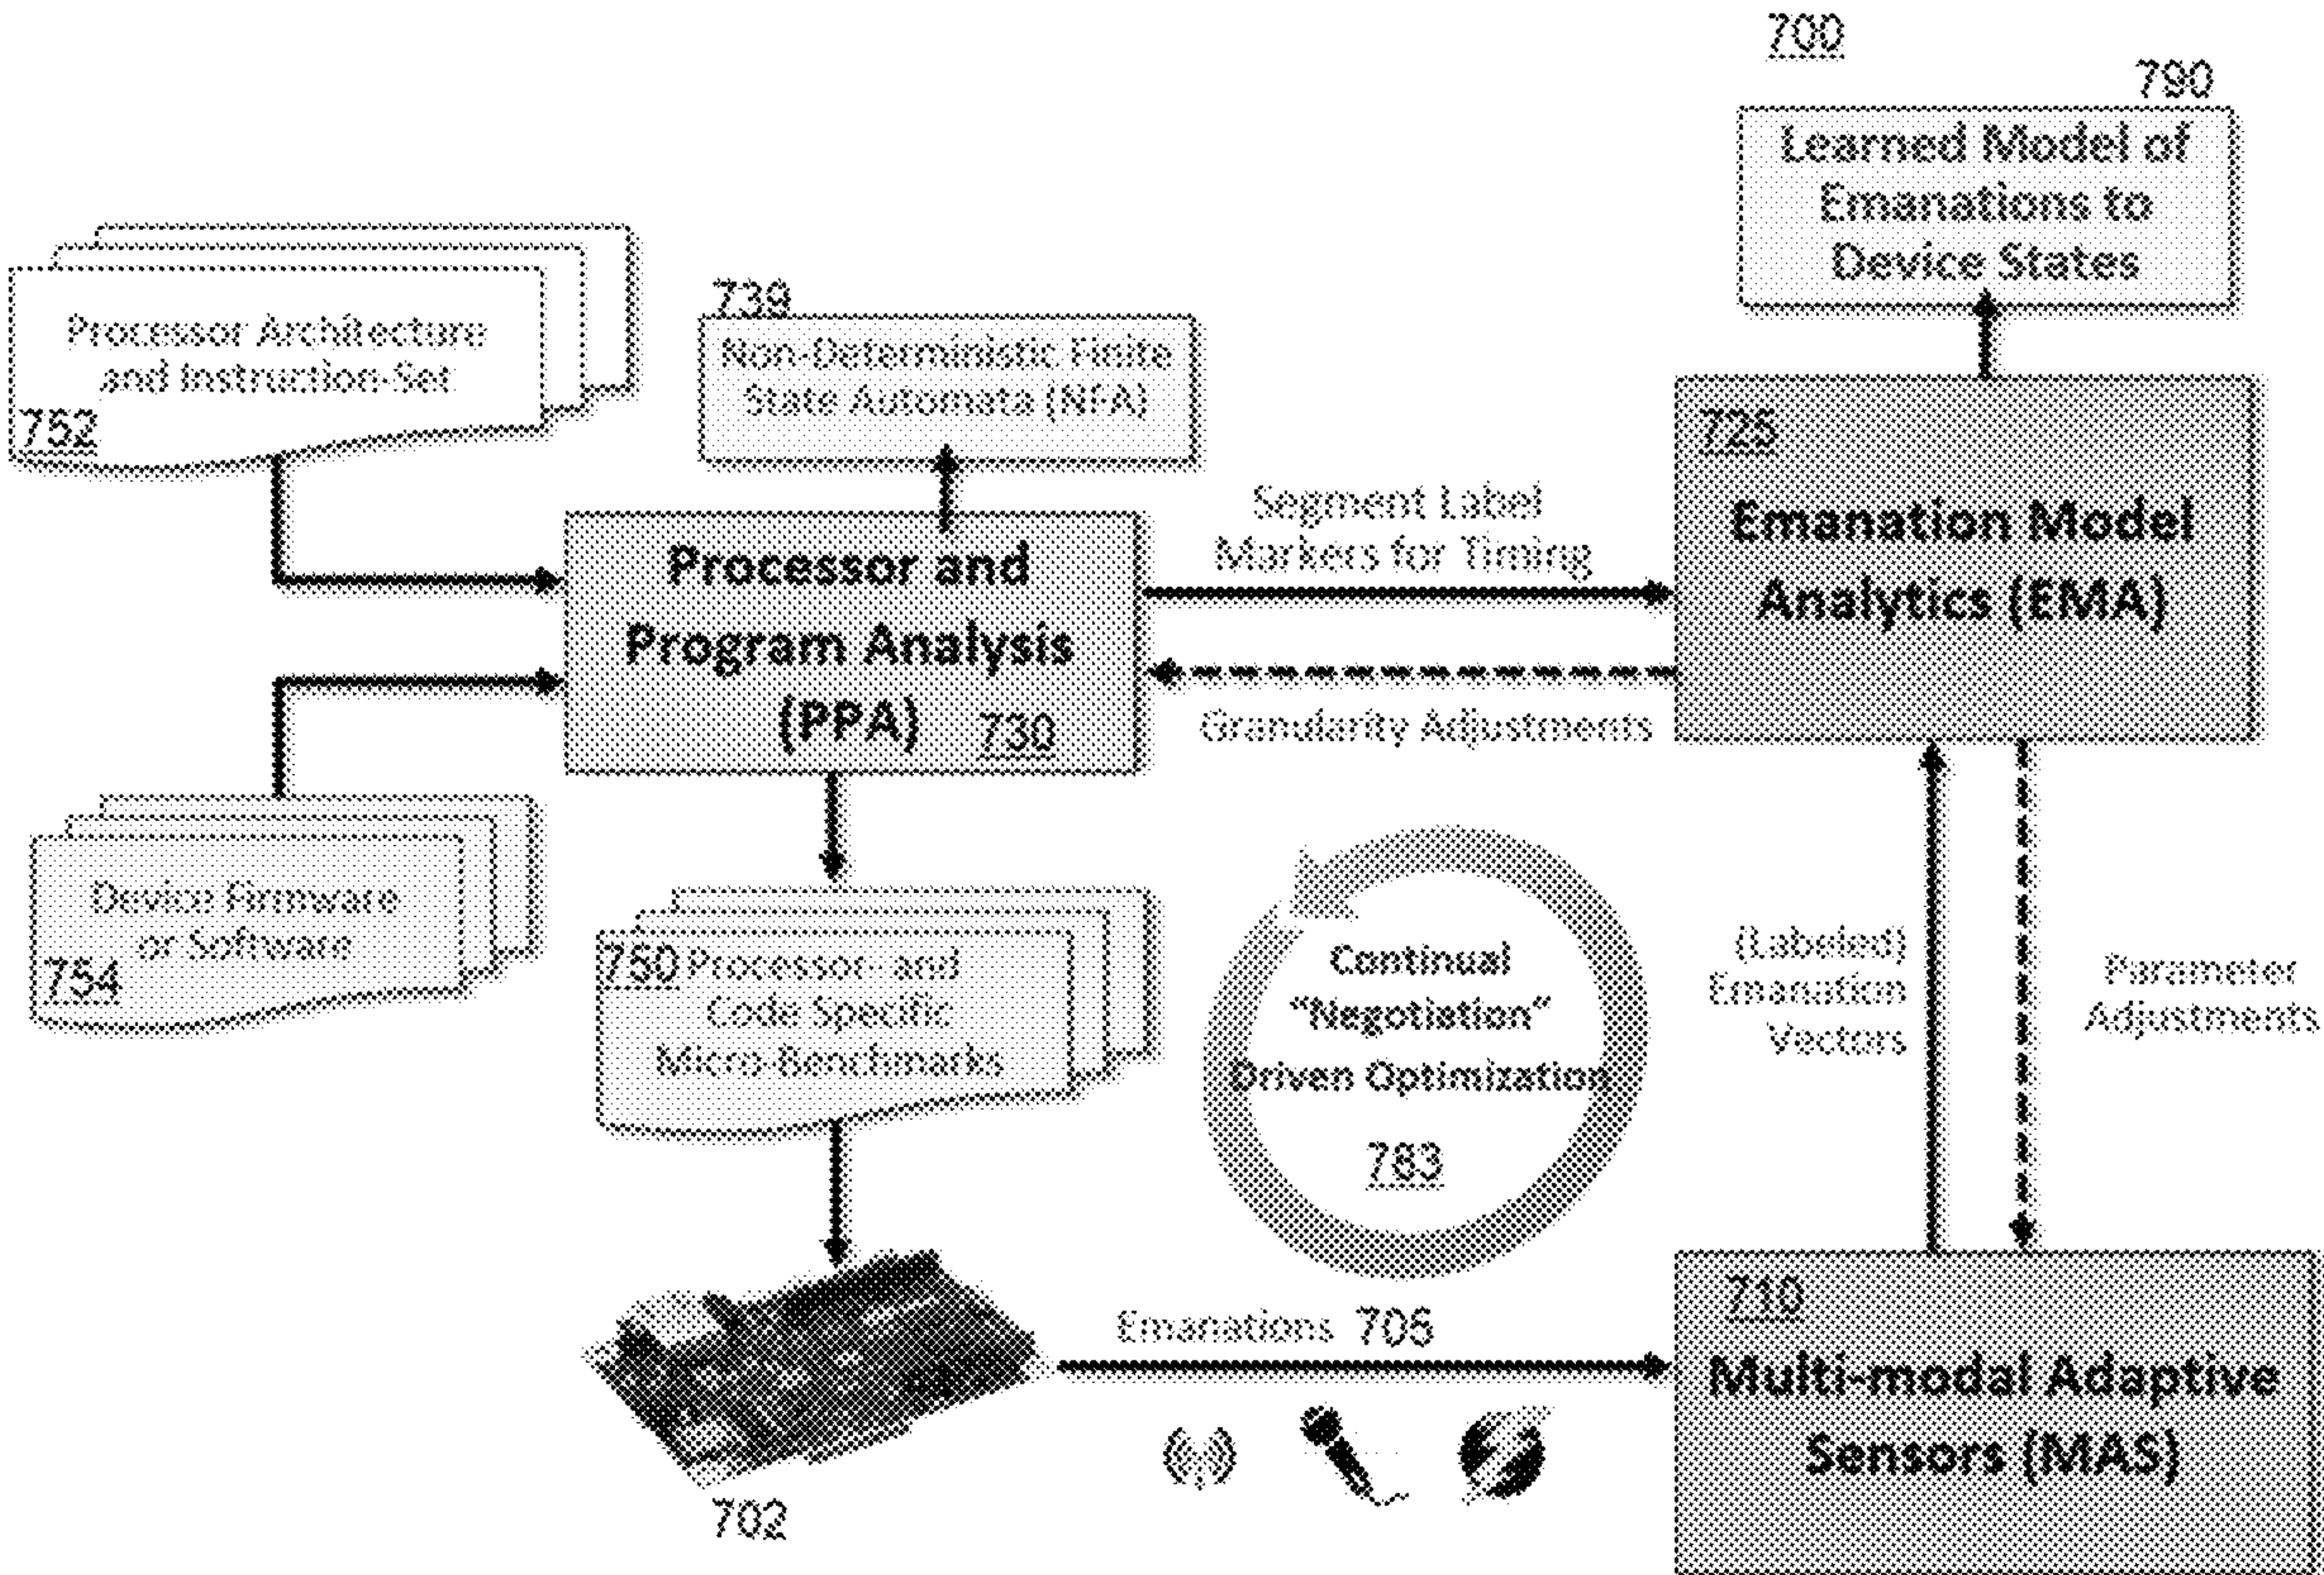 700
790
Learned Model of
Emanations to
Device States
Processor Architecture
and Instruction-Set
752
739
Non-Deterministic Finite
State Automata (NFA)
725
Emanation Model
Analytics (EMA)
Segment Label
Markers for Timing
Processor and
Program Analysis
(PPA) 730
Granularity Adjustments
Device Firmware
or Software
754
750 Processor- and
Code Specific
Micro-Benchmarks
Continual
"Negotiation"
Driven Optimization
783
(Labeled)
Emanation
Vectors
Parameter
Adjustments
Emanations 706
710
Multi-modal Adaptive
Sensors (MAS)
702